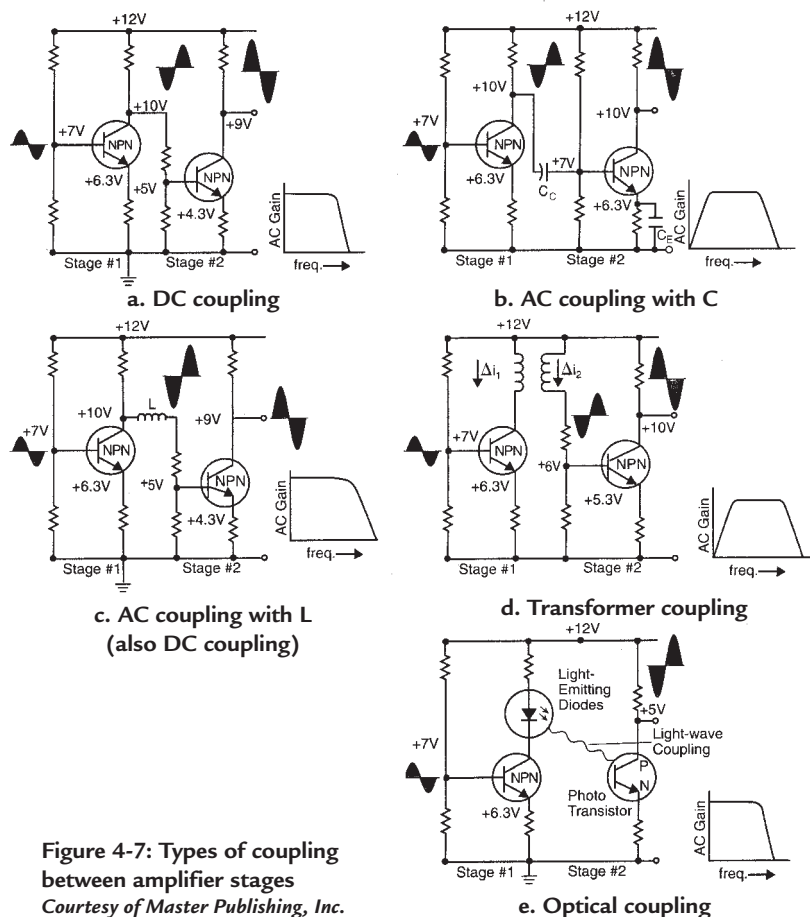 +12V
+10V
+7V
NPN
+9V
+6.3V
+5V
NPN
+4.3V
AC Gain
freq.
Stage #1
Stage #2
a. DC coupling
+12V
+10V
+10V
+7V
NPN
+7V
NPN
+6.3V
CC
+6.3V
CE
AC Gain
freq.
Stage #1
Stage #2
b. AC coupling with C
+12V
+10V
L
+9V
+7V
NPN
+6.3V
+5V
NPN
+4.3V
AC Gain
freq.
Stage #1
Stage #2
c. AC coupling with L
(also DC coupling)
+12V
Δi1
Δi2
+10V
+7V
NPN
+6V
NPN
+6.3V
+5.3V
AC Gain
freq.
Stage #1
Stage #2
d. Transformer coupling
+12V
Light-
Emitting
Diodes
+5V
Light-wave
Coupling
+7V
NPN
P
N
+6.3V
Photo
Transistor
AC Gain
freq.
Stage #1
Stage #2
e. Optical coupling
Figure 4-7: Types of coupling
between amplifier stages
Courtesy of Master Publishing, Inc.